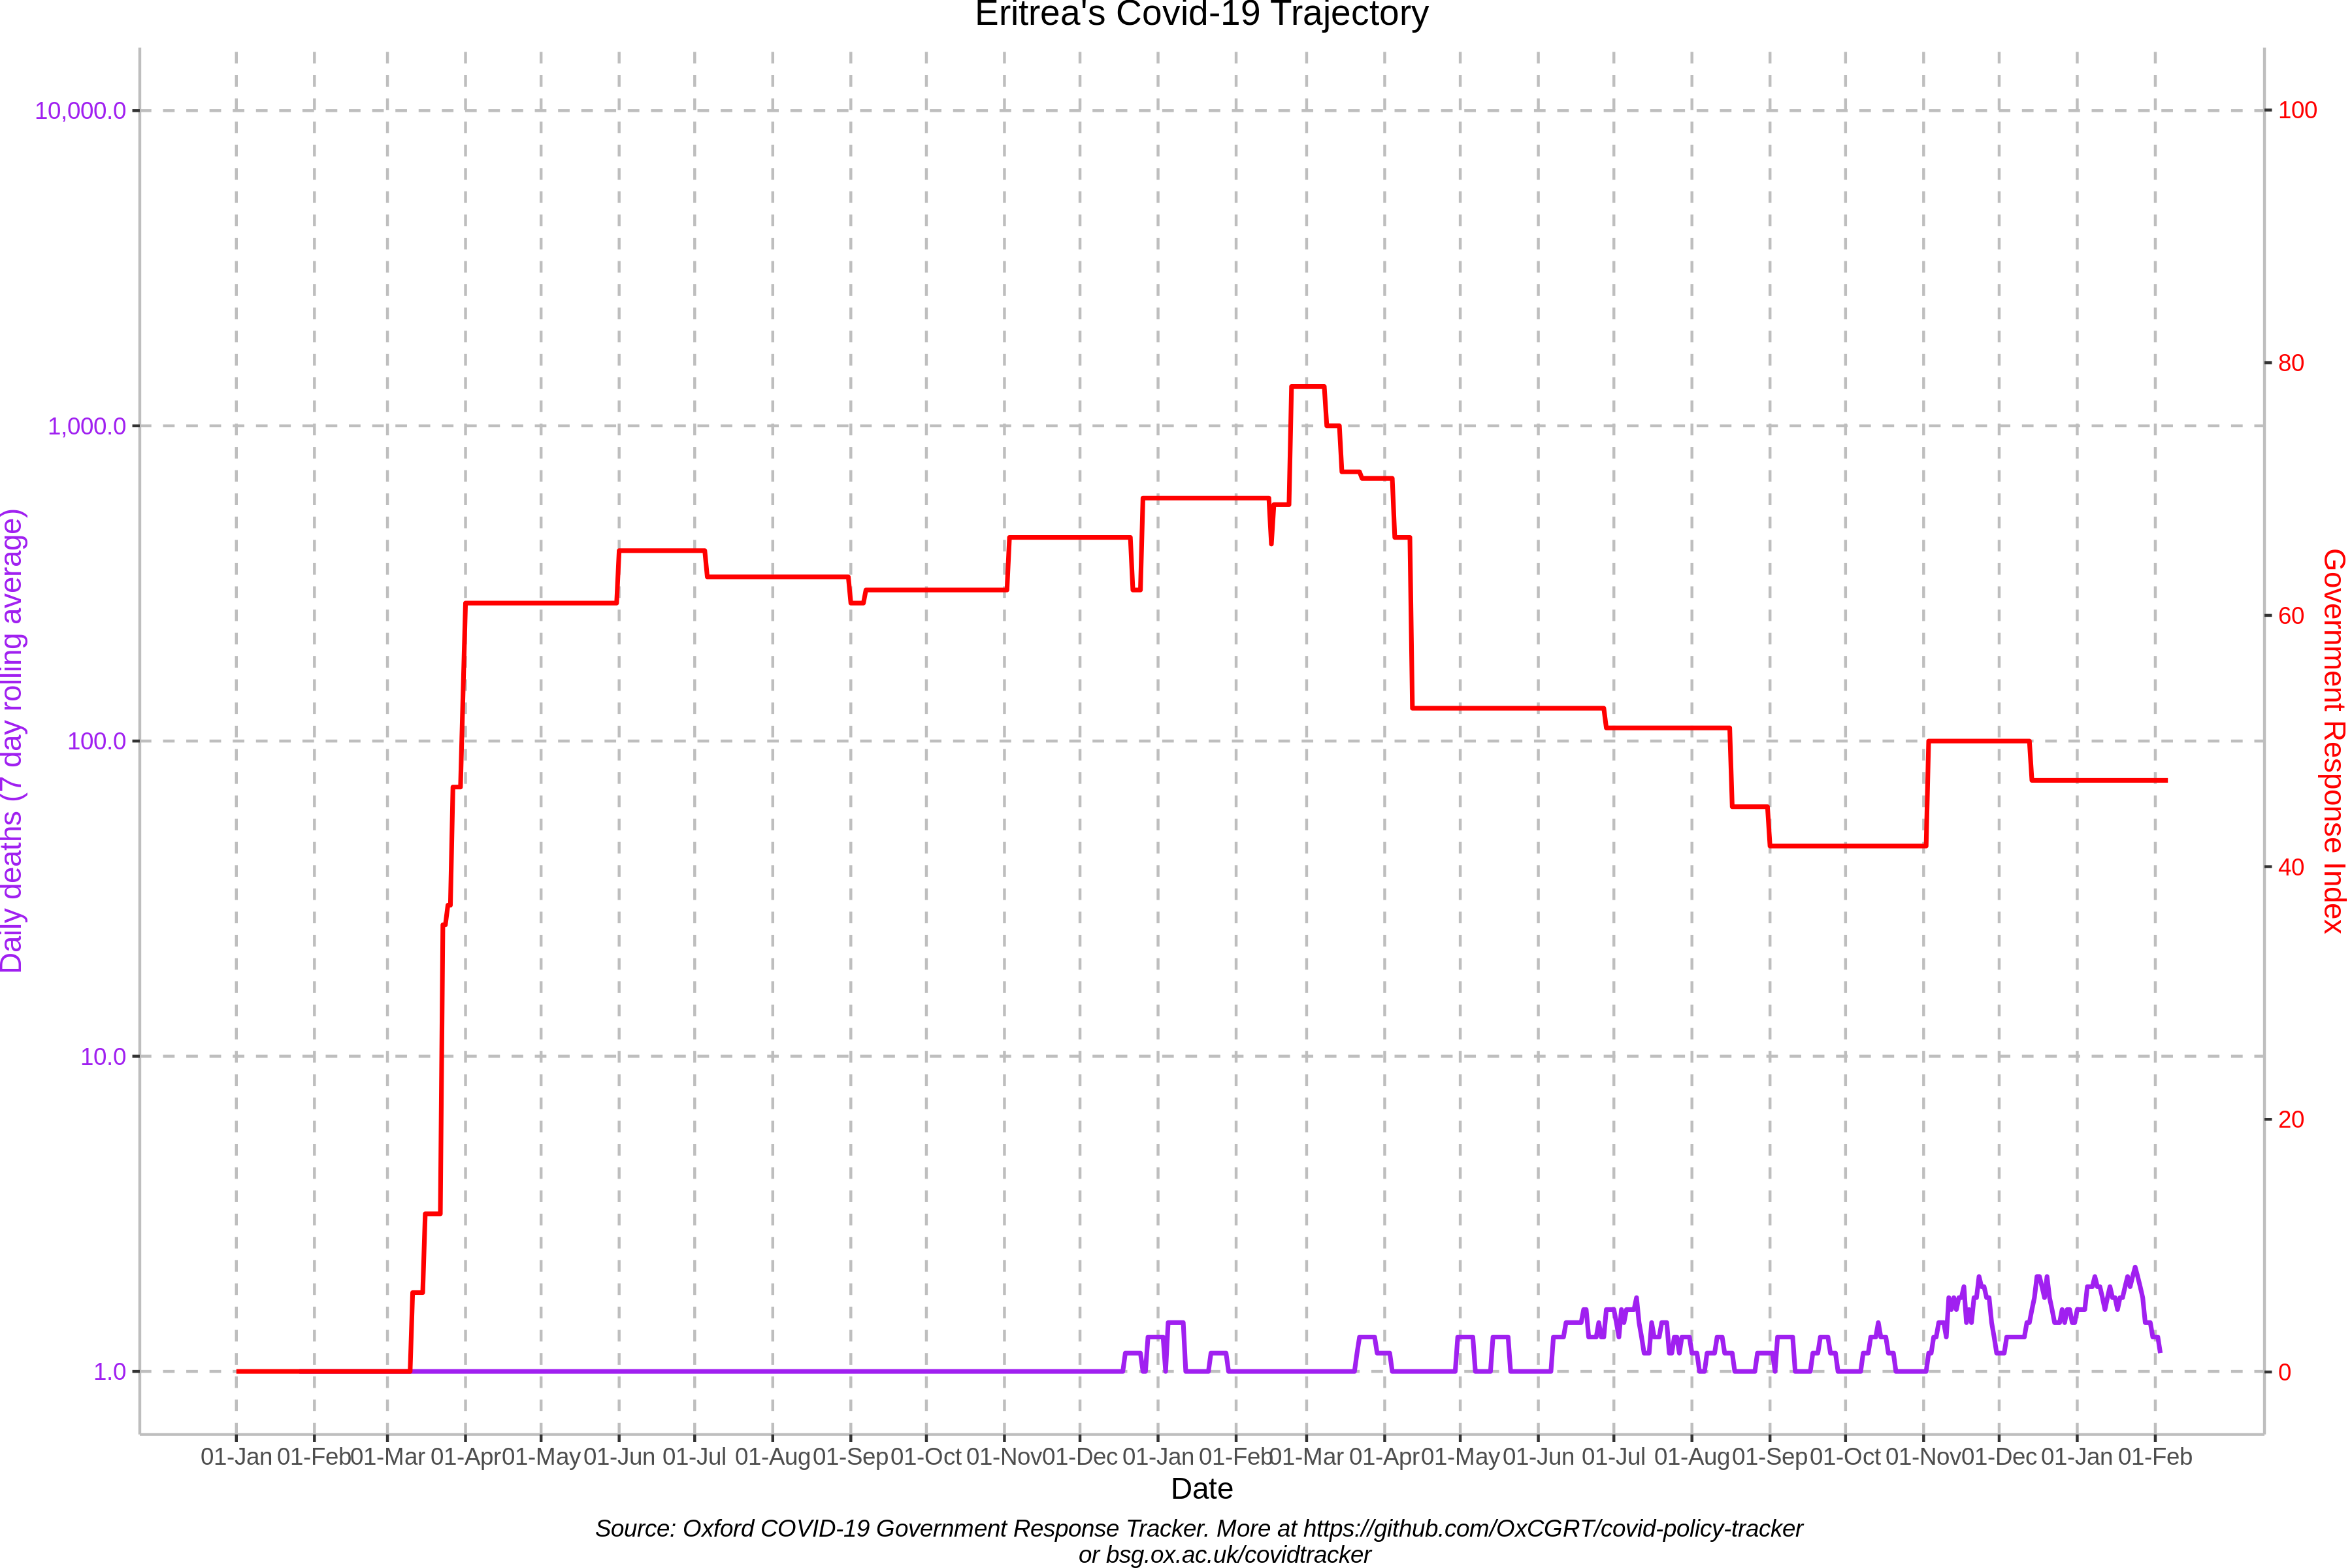 Eritrea's Covid-19 Trajectory
10,000.0
1,000.0
100.0
10.0
1.0
Daily deaths (7 day rolling average)
100
80
60
40
20
0
Government Response Index
01-Jan 01-Feb 01-Mar 01-Apr 01-May 01-Jun 01-Jul 01-Aug 01-Sep 01-Oct 01-Nov 01-Dec 01-Jan 01-Feb 01-Mar 01-Apr 01-May 01-Jun 01-Jul 01-Aug 01-Sep 01-Oct 01-Nov 01-Dec 01-Jan 01-Feb
Date
Source: Oxford COVID-19 Government Response Tracker. More at https://github.com/OxCGRT/covid-policy-tracker
or bsg.ox.ac.uk/covidtracker